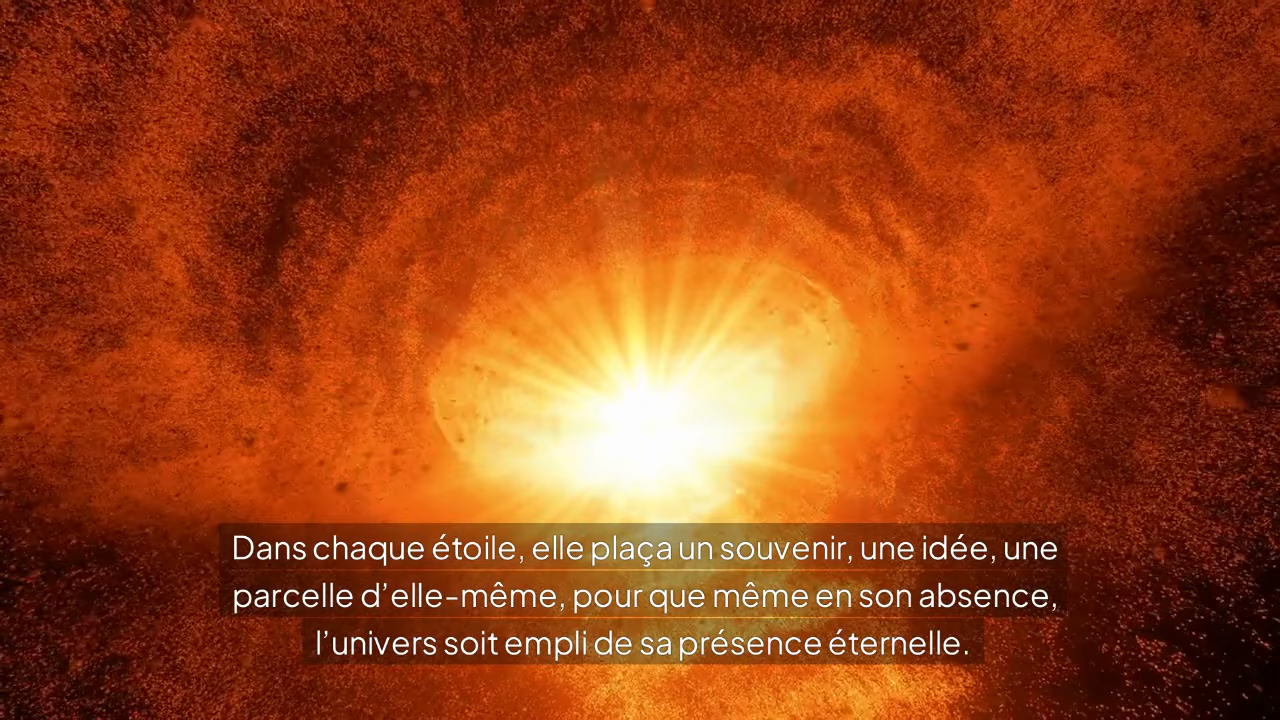 Dans chaque étoile, elle plaça un souvenir, une idée, une
parcelle d’elle-même, pour que même en son absence,
l’univers soit empli de sa présence éternelle.